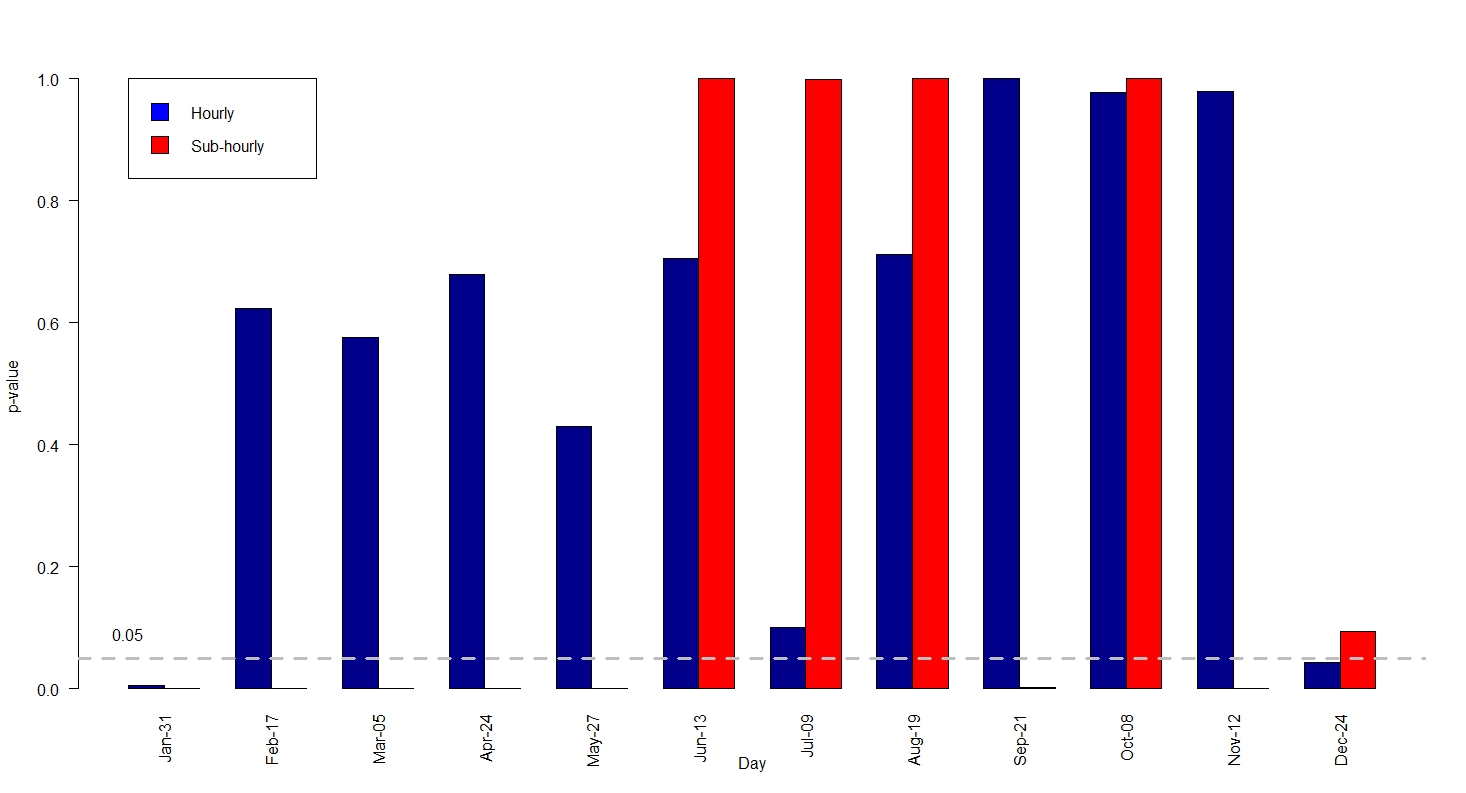 1.0
0.8
0.6
0.4
0.2
0.0
p-value
Hourly
Sub-hourly
0.05
Jan-31
Feb-17
Mar-05
Apr-24
May-27
Jun-13
Jul-09
Aug-19
Sep-21
Oct-08
Nov-12
Dec-24
Day